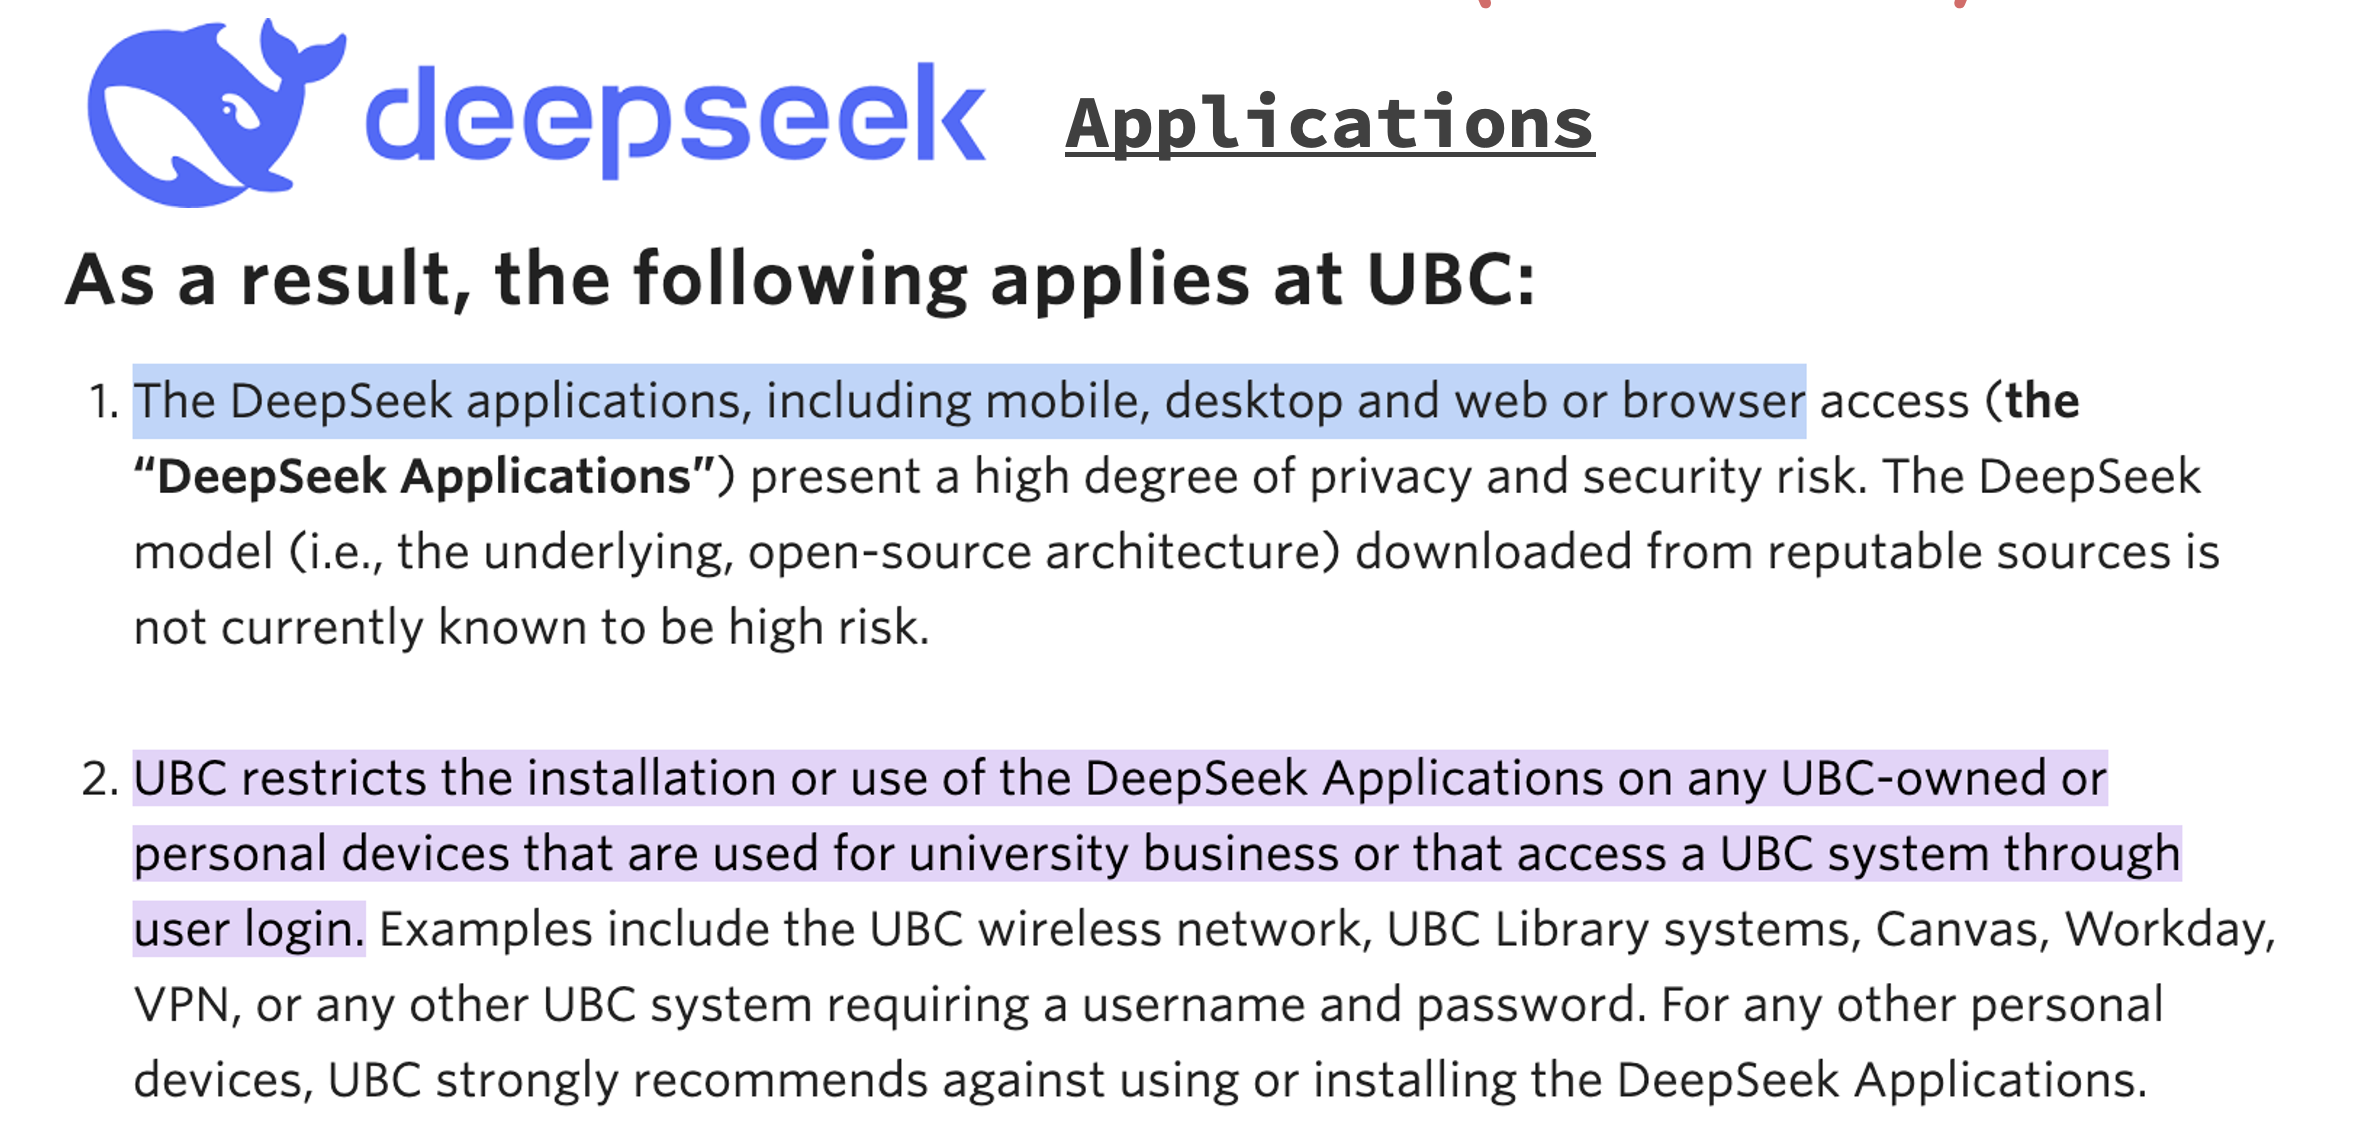 deepseek Applications
As a result, the following applies at UBC:
1. The DeepSeek applications, including mobile, desktop and web or browser access (the
“DeepSeek Applications”) present a high degree of privacy and security risk. The DeepSeek
model (i.e., the underlying, open-source architecture) downloaded from reputable sources is
not currently known to be high risk.
2. UBC restricts the installation or use of the DeepSeek Applications on any UBC-owned or
personal devices that are used for university business or that access a UBC system through
user login. Examples include the UBC wireless network, UBC Library systems, Canvas, Workday,
VPN, or any other UBC system requiring a username and password. For any other personal
devices, UBC strongly recommends against using or installing the DeepSeek Applications.